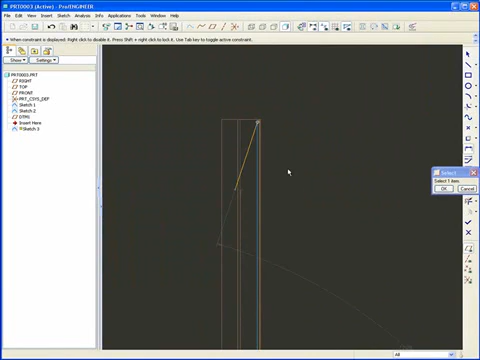 PRT0003 (Active) - Pro/ENGINEER
File Edit View Insert Sketch Analysis Info Applications Tools Window Help
• When constraint is displayed: Right click to disable it. Press Shift + right click to lock it. Use Tab key to toggle active constraint.
Show Settings
PRT0003.PRT
RIGHT
TOP
FRONT
PRT_CSYS_DEF
Sketch 1
Sketch 2
DTM1
Insert Here
Sketch 3
Select
Select 1 item.
OK Cancel
All